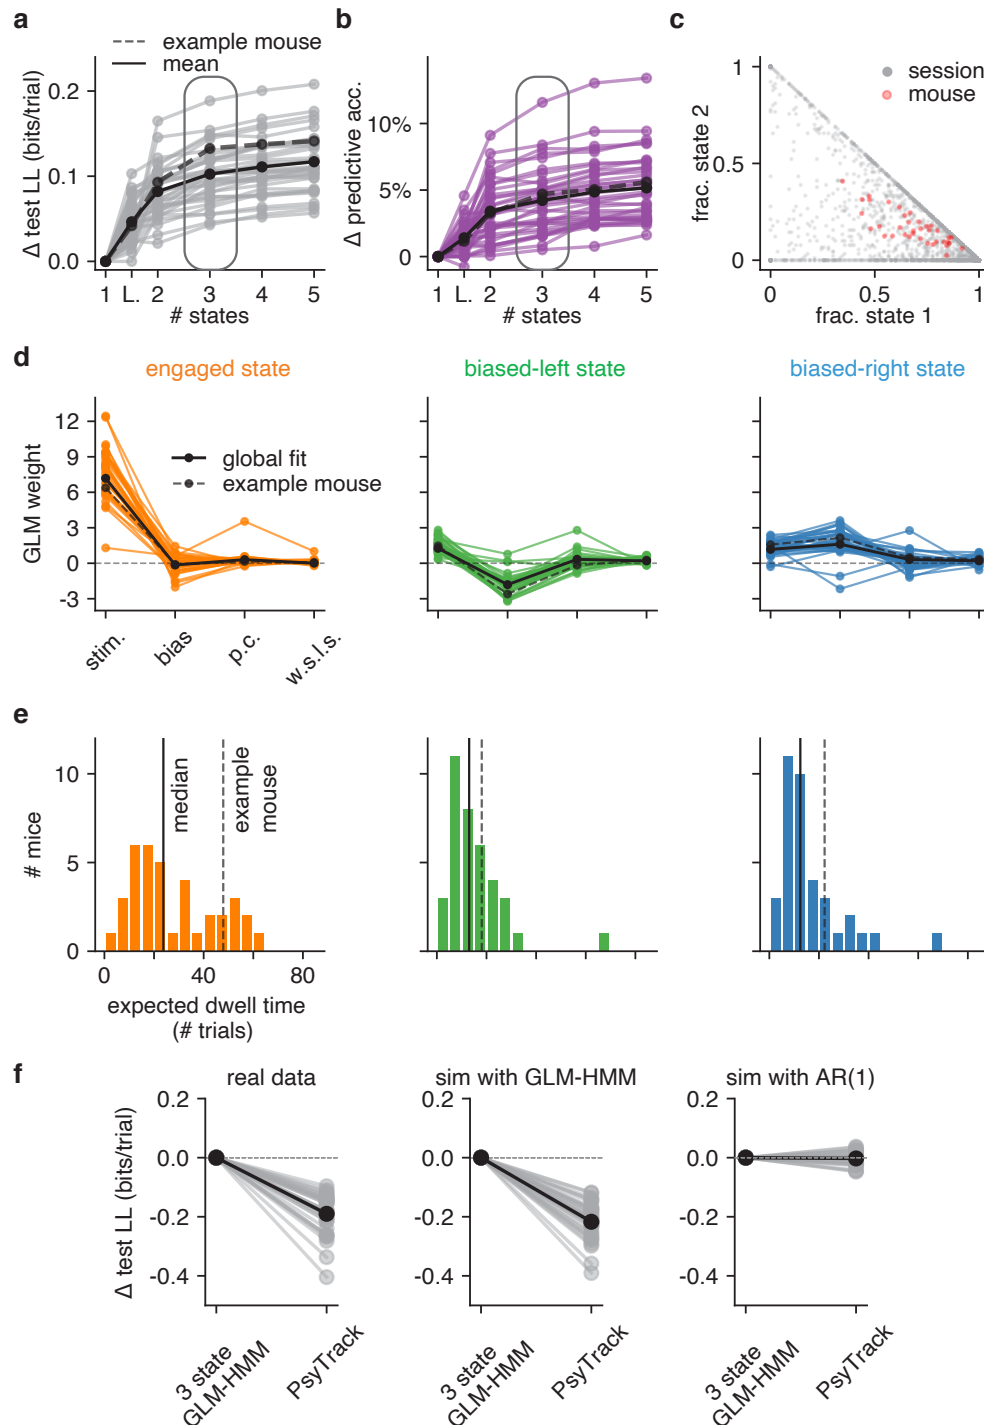 a
example mouse
mean
Δ test LL (bits/trial)
0.2
0.1
0.0
1 L. 2 3 4 5
# states
b
Δ predictive acc.
10%
5%
0
1 L. 2 3 4 5
# states
c
session
mouse
frac. state 2
1
0.5
0
0 0.5 1
frac. state 1
d
engaged state
biased-left state
biased-right state
GLM weight
12
9
6
3
0
-3
global fit
example mouse
stim.
bias
p.c.
w.s.l.s.
e
# mice
10
5
0
median
example
mouse
0 40 80
expected dwell time
(# trials)
f
real data
sim with GLM-HMM
sim with AR(1)
Δ test LL (bits/trial)
0.2
0.0
-0.2
-0.4
3 state
GLM-HMM
PsyTrack
0.2
0.0
-0.2
-0.4
3 state
GLM-HMM
PsyTrack
0.2
0.0
-0.2
-0.4
3 state
GLM-HMM
PsyTrack